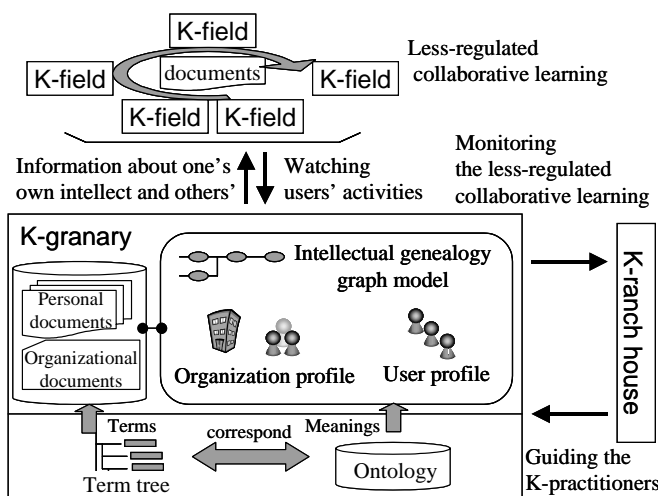 K-field
K-field
documents
K-field
K-field
K-field
Less-regulated
collaborative learning
Information about one's
own intellect and others'
Watching
users' activities
Monitoring
the less-regulated
collaborative learning
K-granary
Personal
documents
Organizational
documents
Intellectual genealogy
graph model
Organization profile
User profile
K-ranch house
Terms
Term tree
correspond
Meanings
Ontology
Guiding the
K-practitioners